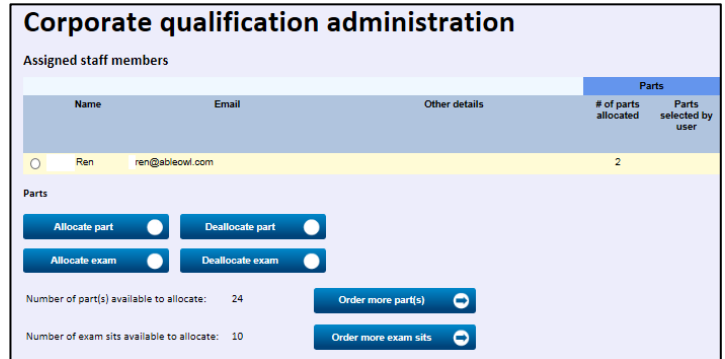 Corporate qualification administration
Assigned staff members
Parts
Name Email Other details # of parts allocated Parts selected by user
Ren ren@ableowl.com 2
Parts
Allocate part Deallocate part
Allocate exam Deallocate exam
Number of part(s) available to allocate: 24 Order more part(s)
Number of exam sits available to allocate: 10 Order more exam sits